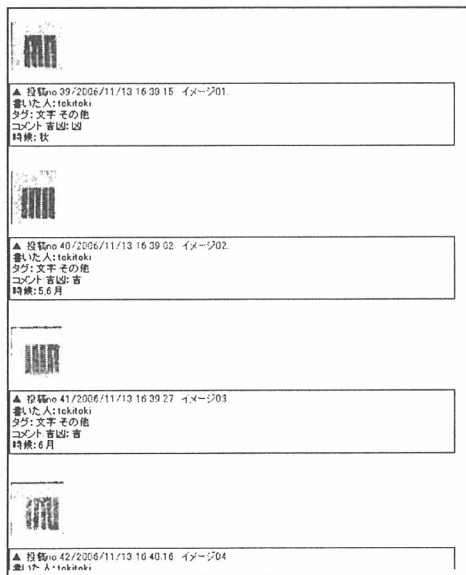 ▲ 投稿no 39/2006/11/13 16:39:15 イメージ01.
書いた人: tokitoki
タグ: 文字 その他
コメント 吉凶: 凶
時候: 秋
▲ 投稿no 40/2006/11/13 16:39:02 イメージ02.
書いた人: tokitoki
タグ: 文字 その他
コメント 吉凶: 吉
時候: 5,6月
▲ 投稿no 41/2006/11/13 16:39:27 イメージ03
書いた人: tokitoki
タグ: 文字 その他
コメント 吉凶: 吉
時候: 6月
▲ 投稿no 42/2006/11/13 16:40:16 イメージ04
書いた人: tokitoki